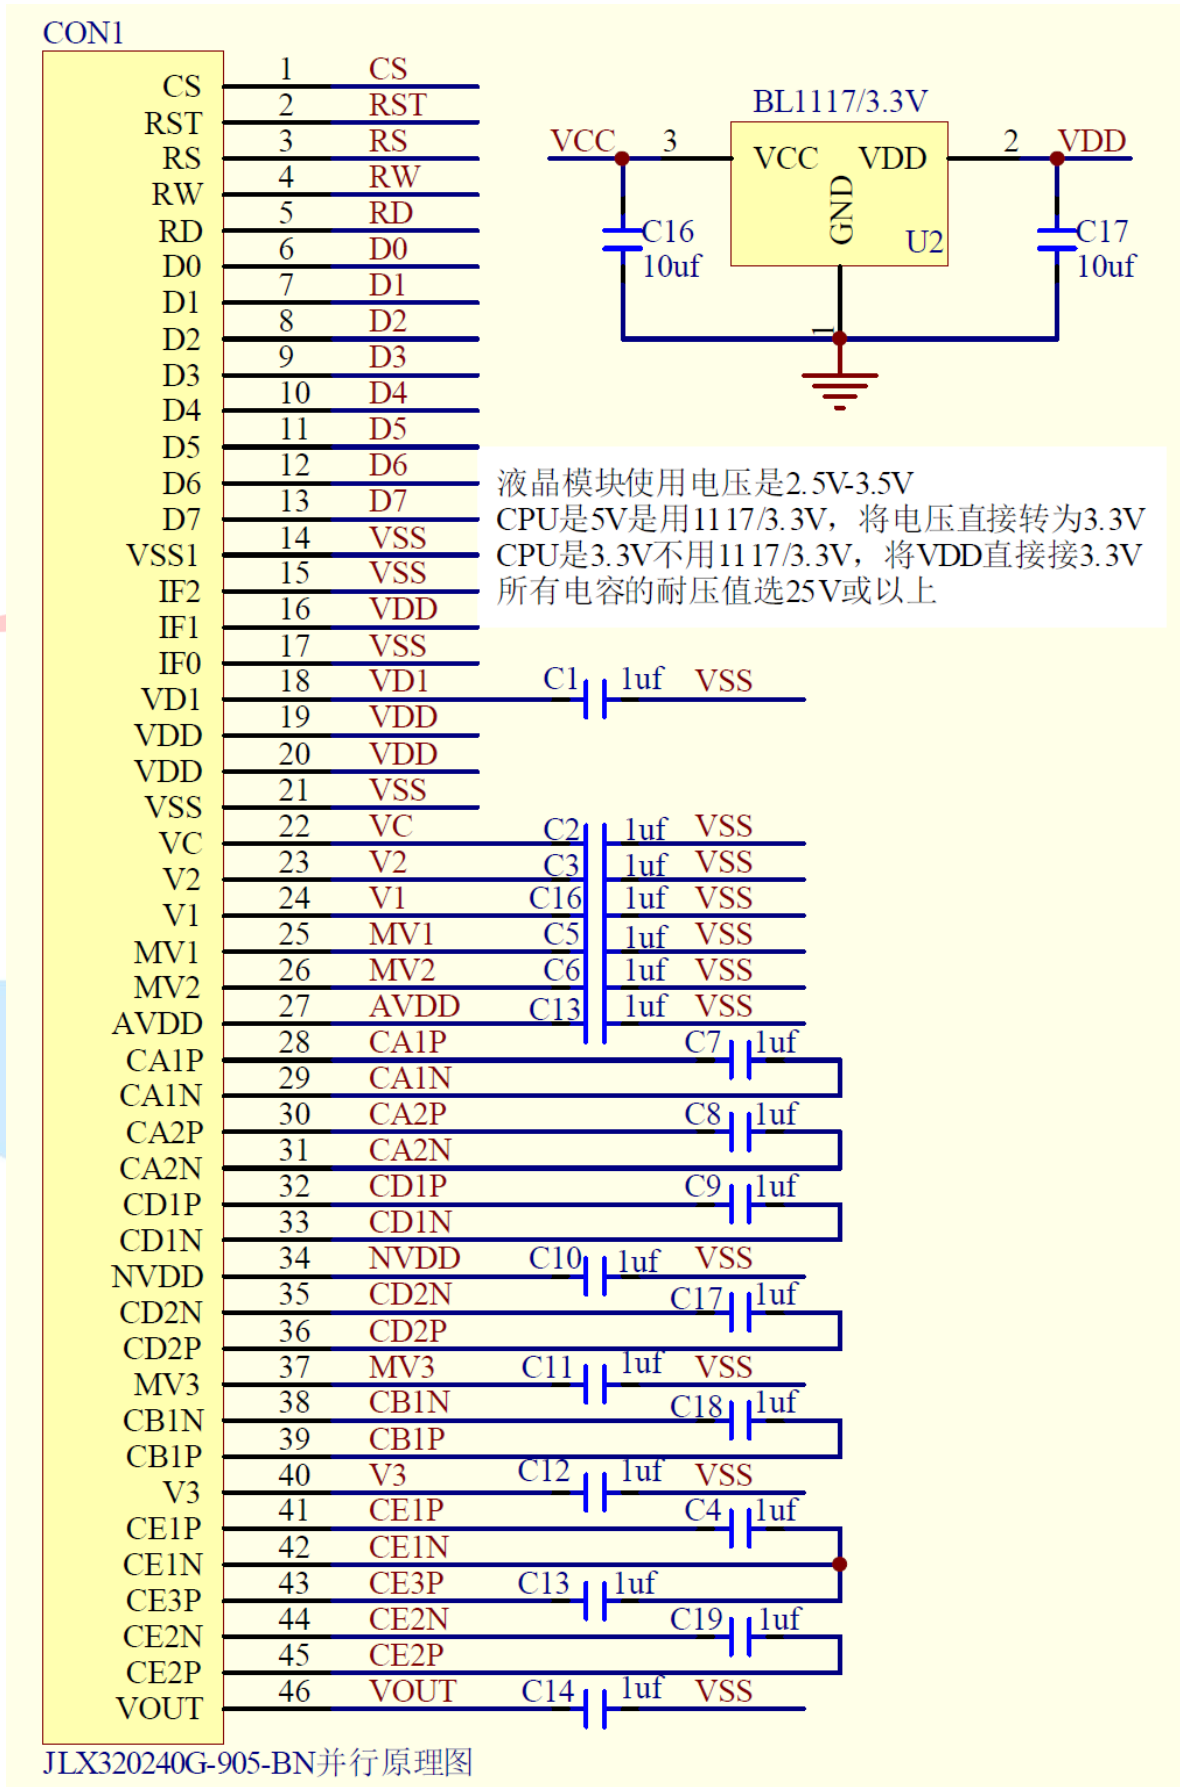 CON1
CS 1 CS
RST 2 RST
RS 3 RS
RW 4 RW
RD 5 RD
D0 6 D0
D1 7 D1
D2 8 D2
D3 9 D3
D4 10 D4
D5 11 D5
D6 12 D6
D7 13 D7
VSS1 14 VSS
IF2 15 VSS
IF1 16 VDD
IF0 17 VSS
VD1 18 VD1 C1 1uf VSS
VDD 19 VDD
VDD 20 VDD
VSS 21 VSS
VC 22 VC C2 1uf VSS
V2 23 V2 C3 1uf VSS
V1 24 V1 C16 1uf VSS
MV1 25 MV1 C5 1uf VSS
MV2 26 MV2 C6 1uf VSS
AVDD 27 AVDD C13 1uf VSS
CA1P 28 CA1P C7 1uf
CA1N 29 CA1N
CA2P 30 CA2P C8 1uf
CA2N 31 CA2N
CD1P 32 CD1P C9 1uf
CD1N 33 CD1N
NVDD 34 NVDD C10 1uf VSS
CD2N 35 CD2N C17 1uf
CD2P 36 CD2P
MV3 37 MV3 C11 1uf VSS
CB1N 38 CB1N C18 1uf
CB1P 39 CB1P
V3 40 V3 C12 1uf VSS
CE1P 41 CE1P C4 1uf
CE1N 42 CE1N
CE3P 43 CE3P C13 1uf
CE2N 44 CE2N C19 1uf
CE2P 45 CE2P
VOUT 46 VOUT C14 1uf VSS
JLX320240G-905-BN并行原理图
BL1117/3.3V
VCC 3 VCC VDD 2 VDD
GND
U2
C16
10uf
C17
10uf
1
液晶模块使用电压是2.5V-3.5V
CPU是5V是用1117/3.3V，将电压直接转为3.3V
CPU是3.3V不用1117/3.3V，将VDD直接接3.3V
所有电容的耐压值选25V或以上